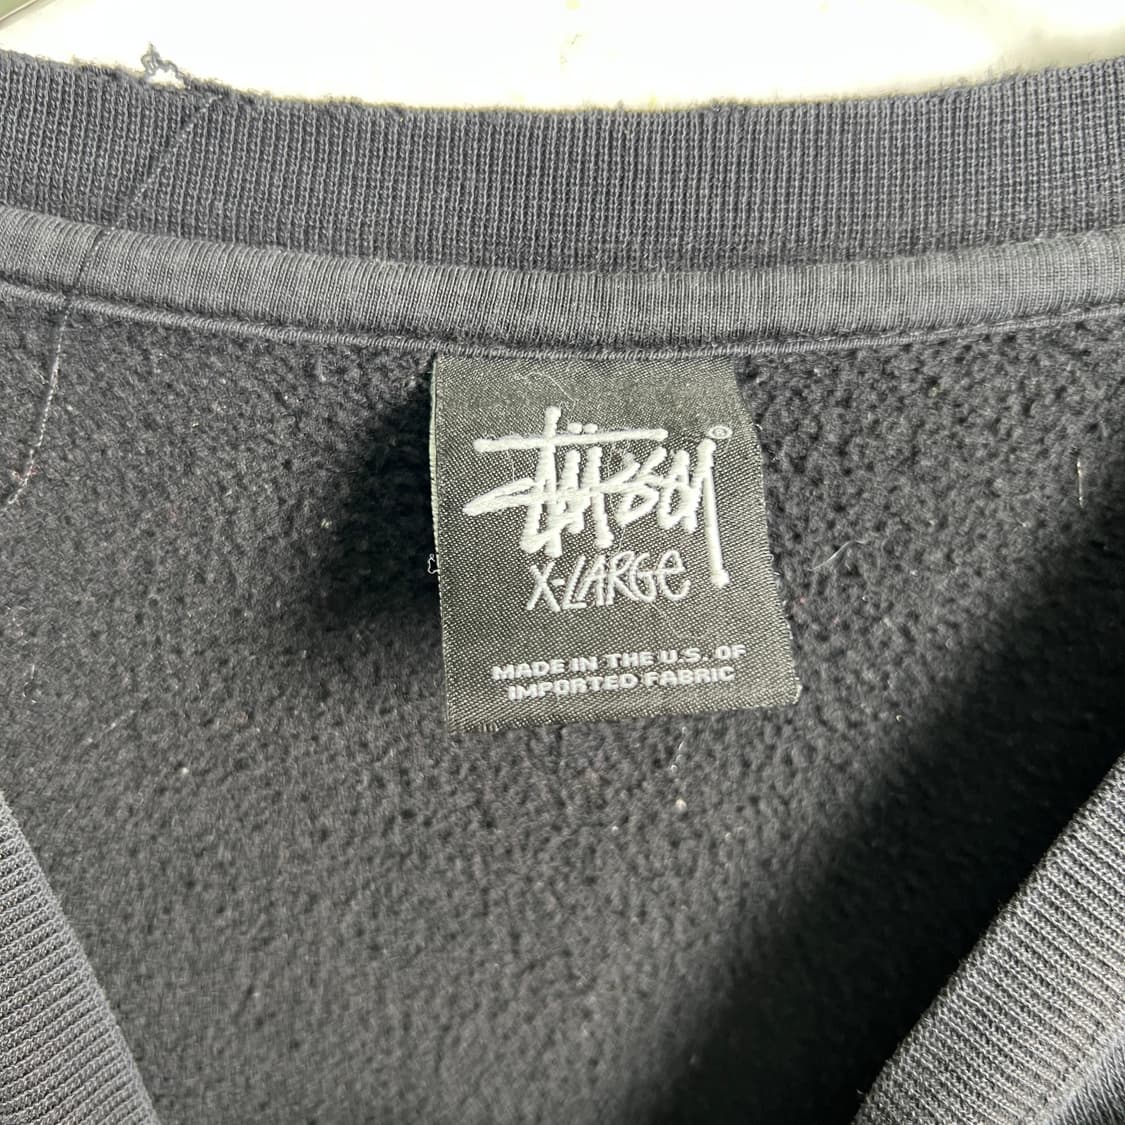 Stüssy®
X-LARGE
MADE IN THE U.S. OF
IMPORTED FABRIC